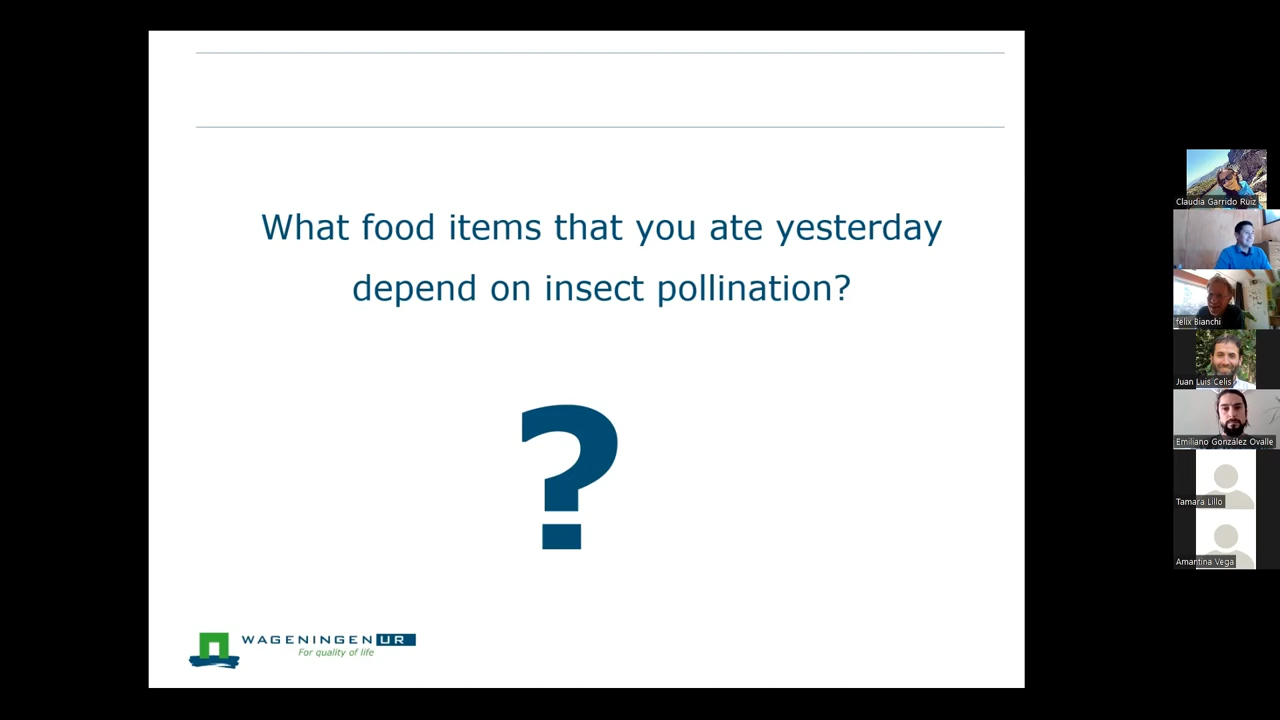 What food items that you ate yesterday
depend on insect pollination?
?
WAGENINGEN UR
For quality of life
Claudia Garrido Ruiz
felix Bianchi
Juan Luis Celis
Emiliano González Ovalle
Tamara Lillo
Amantina Vega